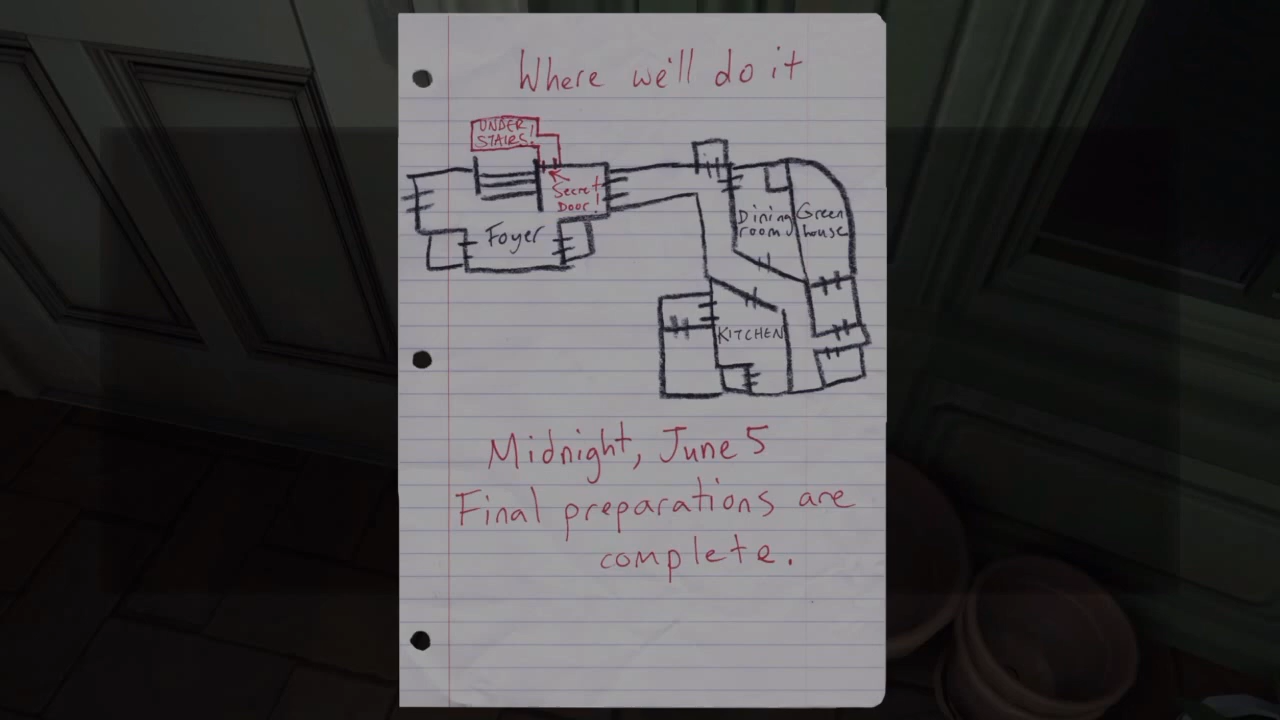 Where we'll do it
UNDER
STAIRS!
Secret
Door!
Foyer
Dining
room
Green
house
KITCHEN
Midnight, June 5
Final preparations are
complete.